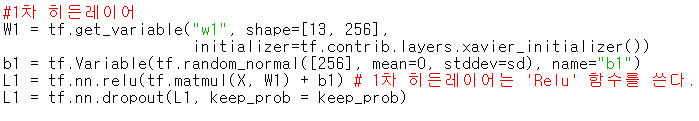 #1차 히든레이어
W1 = tf.get_variable("w1", shape=[13, 256],
initializer=tf.contrib.layers.xavier_initializer())
b1 = tf.Variable(tf.random_normal([256], mean=0, stddev=sd), name="b1")
L1 = tf.nn.relu(tf.matmul(X, W1) + b1) # 1차 히든레이어는 'Relu' 함수를 쓴다.
L1 = tf.nn.dropout(L1, keep_prob = keep_prob)